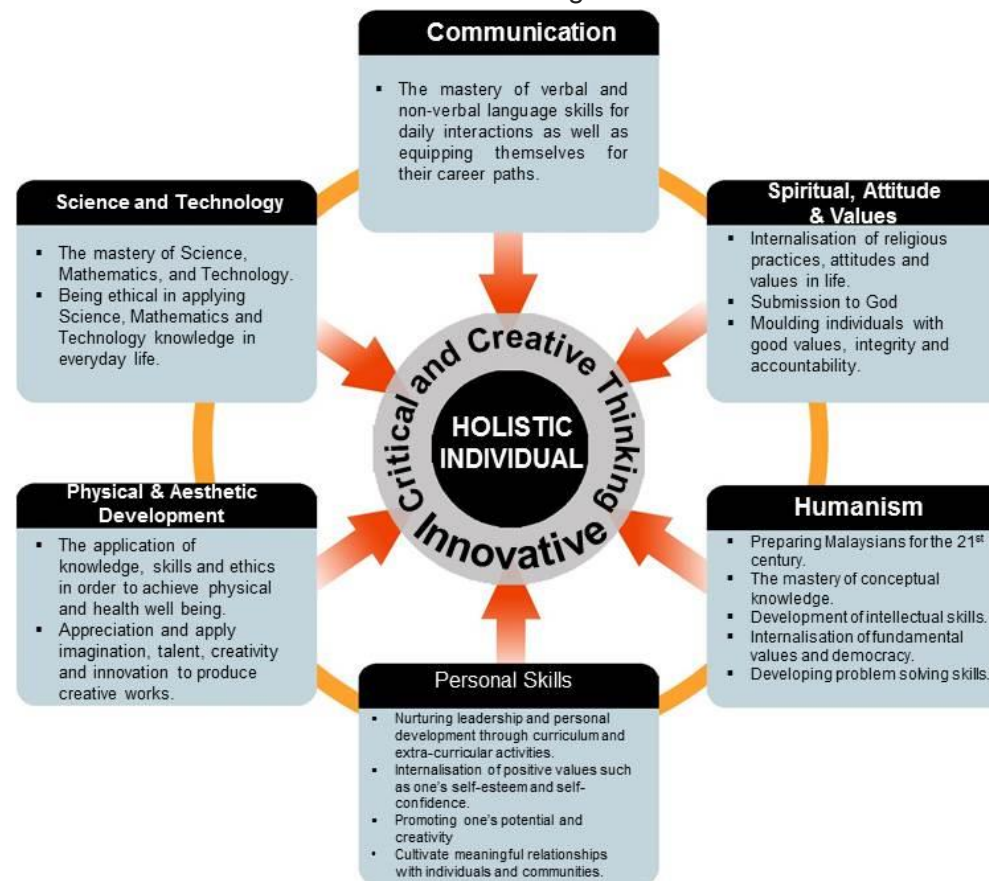 Communication
▪ The mastery of verbal and
non-verbal language skills for
daily interactions as well as
equipping themselves for
their career paths.
Science and Technology
▪ The mastery of Science,
Mathematics, and Technology.
▪ Being ethical in applying
Science, Mathematics and
Technology knowledge in
everyday life.
Spiritual, Attitude
& Values
▪ Internalisation of religious
practices, attitudes and
values in life.
▪ Submission to God
▪ Moulding individuals with
good values, integrity and
accountability.
Critical and Creative Thinking
HOLISTIC
INDIVIDUAL
Innovative
Physical & Aesthetic
Development
▪ The application of
knowledge, skills and ethics
in order to achieve physical
and health well being.
▪ Appreciation and apply
imagination, talent, creativity
and innovation to produce
creative works.
Humanism
▪ Preparing Malaysians for the 21st
century.
▪ The mastery of conceptual
knowledge.
▪ Development of intellectual skills.
▪ Internalisation of fundamental
values and democracy.
▪ Developing problem solving skills.
Personal Skills
▪ Nurturing leadership and personal
development through curriculum and
extra-curricular activities.
▪ Internalisation of positive values such
as one's self-esteem and self-
confidence.
▪ Promoting one's potential and
creativity
• Cultivate meaningful relationships
with individuals and communities.